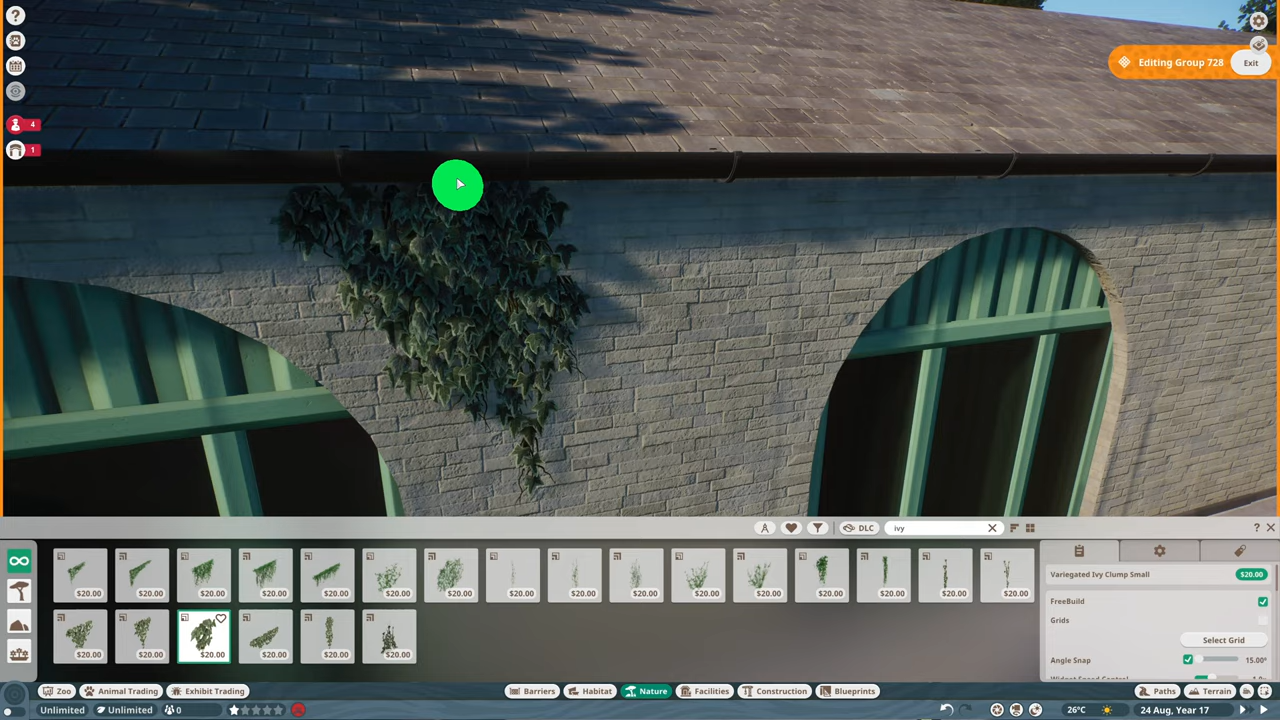 Editing Group 728 Exit
4
1
DLC ivy
$20.00 $20.00 $20.00 $20.00 $20.00 $20.00 $20.00 $20.00 $20.00 $20.00 $20.00 $20.00 $20.00 $20.00 $20.00 $20.00
$20.00 $20.00 $20.00 $20.00 $20.00 $20.00
Variegated Ivy Clump Small $20.00
FreeBuild
Grids
Select Grid
Angle Snap 15.00°
Zoo Animal Trading Exhibit Trading Barriers Habitat Nature Facilities Construction Blueprints Paths Terrain
Unlimited Unlimited 0 26°C 24 Aug, Year 17